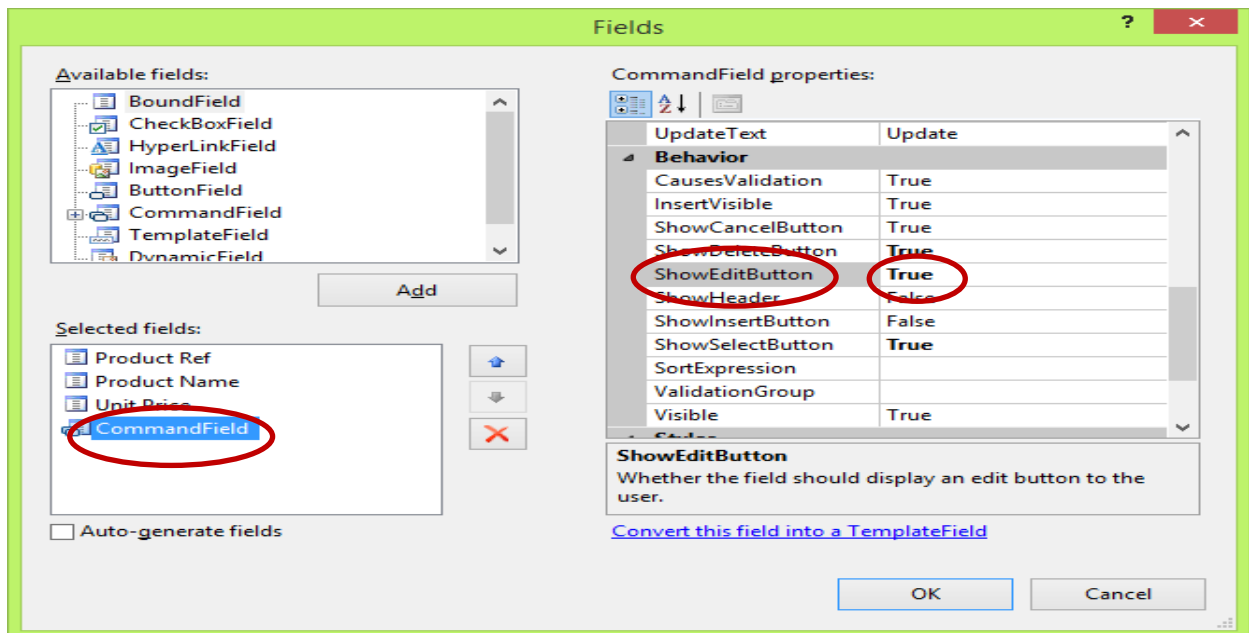 Fields
?
Available fields:
BoundField
CheckBoxField
HyperLinkField
ImageField
ButtonField
CommandField
TemplateField
DynamicField
Add
Selected fields:
Product Ref
Product Name
Unit Price
CommandField
Auto-generate fields
CommandField properties:
UpdateText Update
Behavior
CausesValidation True
InsertVisible True
ShowCancelButton True
ShowDeleteButton True
ShowEditButton True
ShowHeader False
ShowInsertButton False
ShowSelectButton True
SortExpression
ValidationGroup
Visible True
Styles
ShowEditButton
Whether the field should display an edit button to the
user.
Convert this field into a TemplateField
OK Cancel